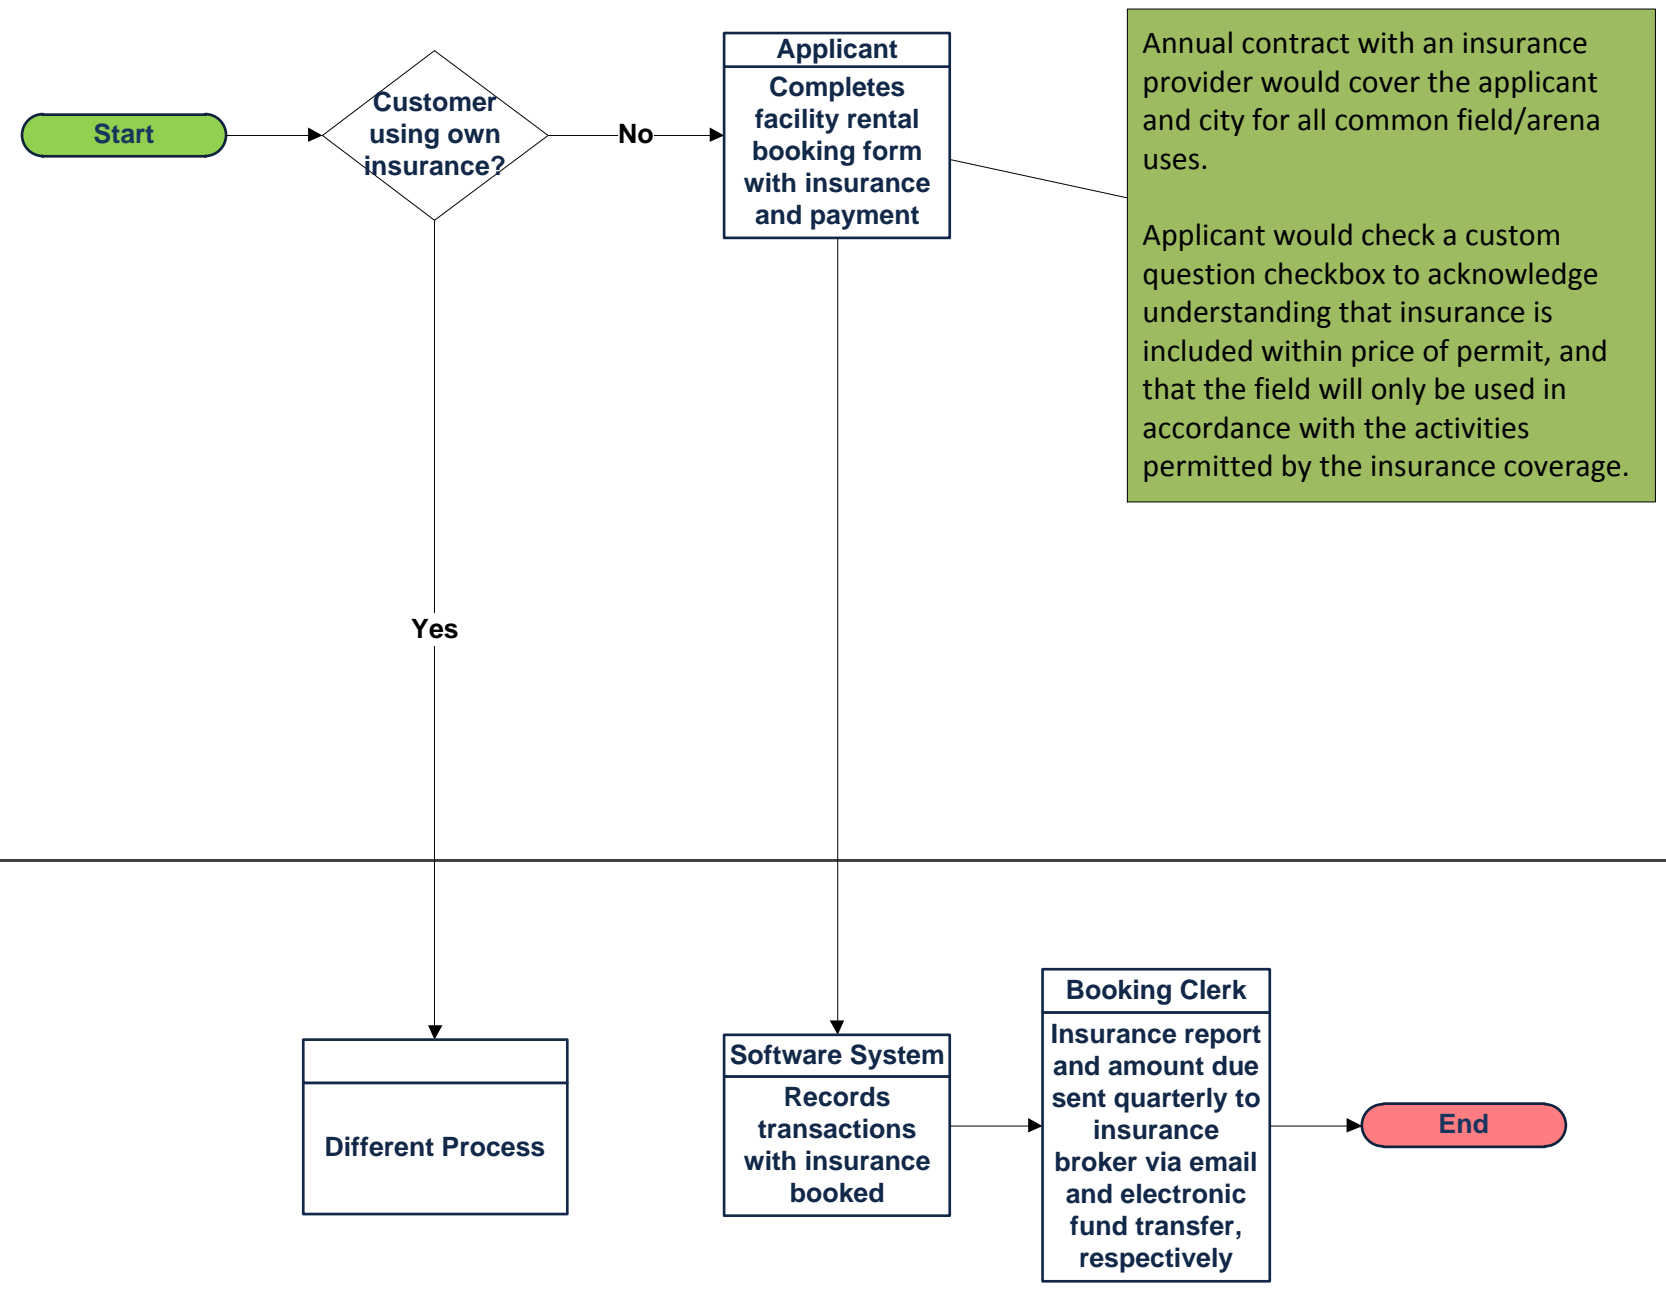 Start
Customer
using own
insurance?
No
Applicant
Completes
facility rental
booking form
with insurance
and payment
Annual contract with an insurance
provider would cover the applicant
and city for all common field/arena
uses.
Applicant would check a custom
question checkbox to acknowledge
understanding that insurance is
included within price of permit, and
that the field will only be used in
accordance with the activities
permitted by the insurance coverage.
Yes
Different Process
Software System
Records
transactions
with insurance
booked
Booking Clerk
Insurance report
and amount due
sent quarterly to
insurance
broker via email
and electronic
fund transfer,
respectively
End